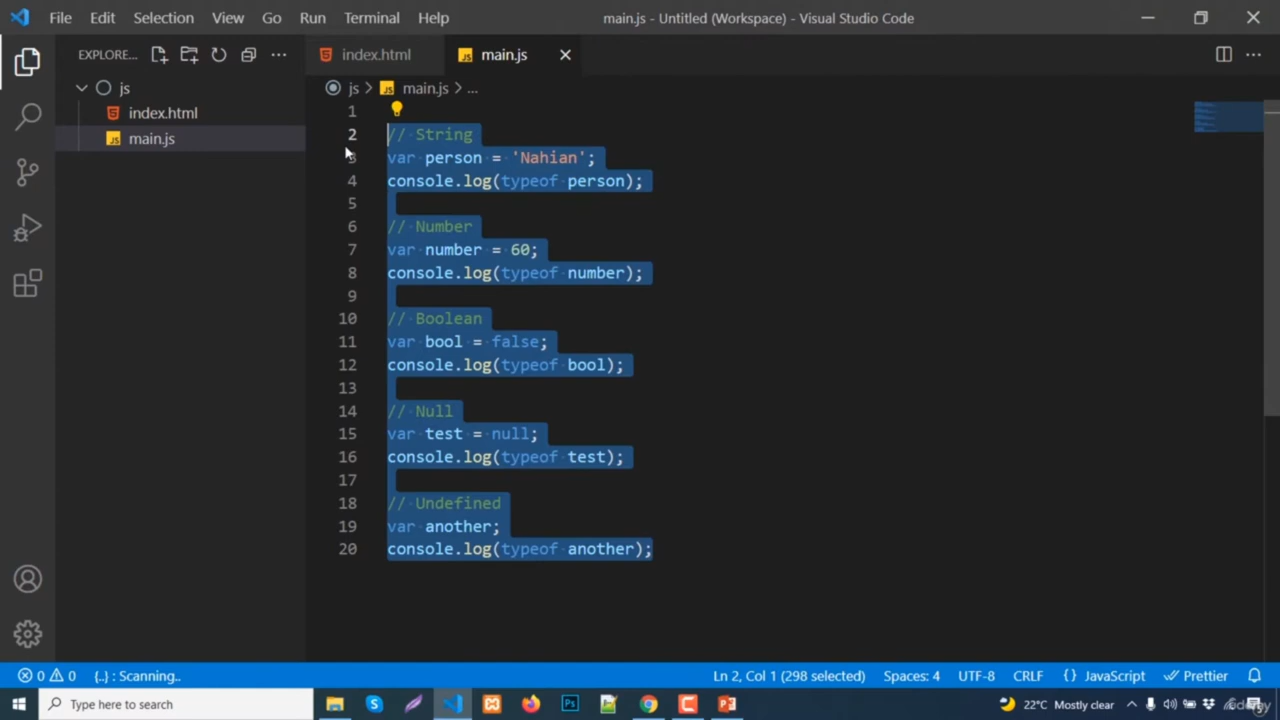 File Edit Selection View Go Run Terminal Help main.js - Untitled (Workspace) - Visual Studio Code
EXPLORE... index.html JS main.js
js
js JS main.js ...
index.html
JS main.js
1
2 // String
3 var person = 'Nahian';
4 console.log(typeof person);
5
6 // Number
7 var number = 60;
8 console.log(typeof number);
9
10 // Boolean
11 var bool = false;
12 console.log(typeof bool);
13
14 // Null
15 var test = null;
16 console.log(typeof test);
17
18 // Undefined
19 var another;
20 console.log(typeof another);
0 0 {..} : Scanning.. Ln 2, Col 1 (298 selected) Spaces: 4 UTF-8 CRLF {} JavaScript Prettier
Type here to search Ps 22°C Mostly clear